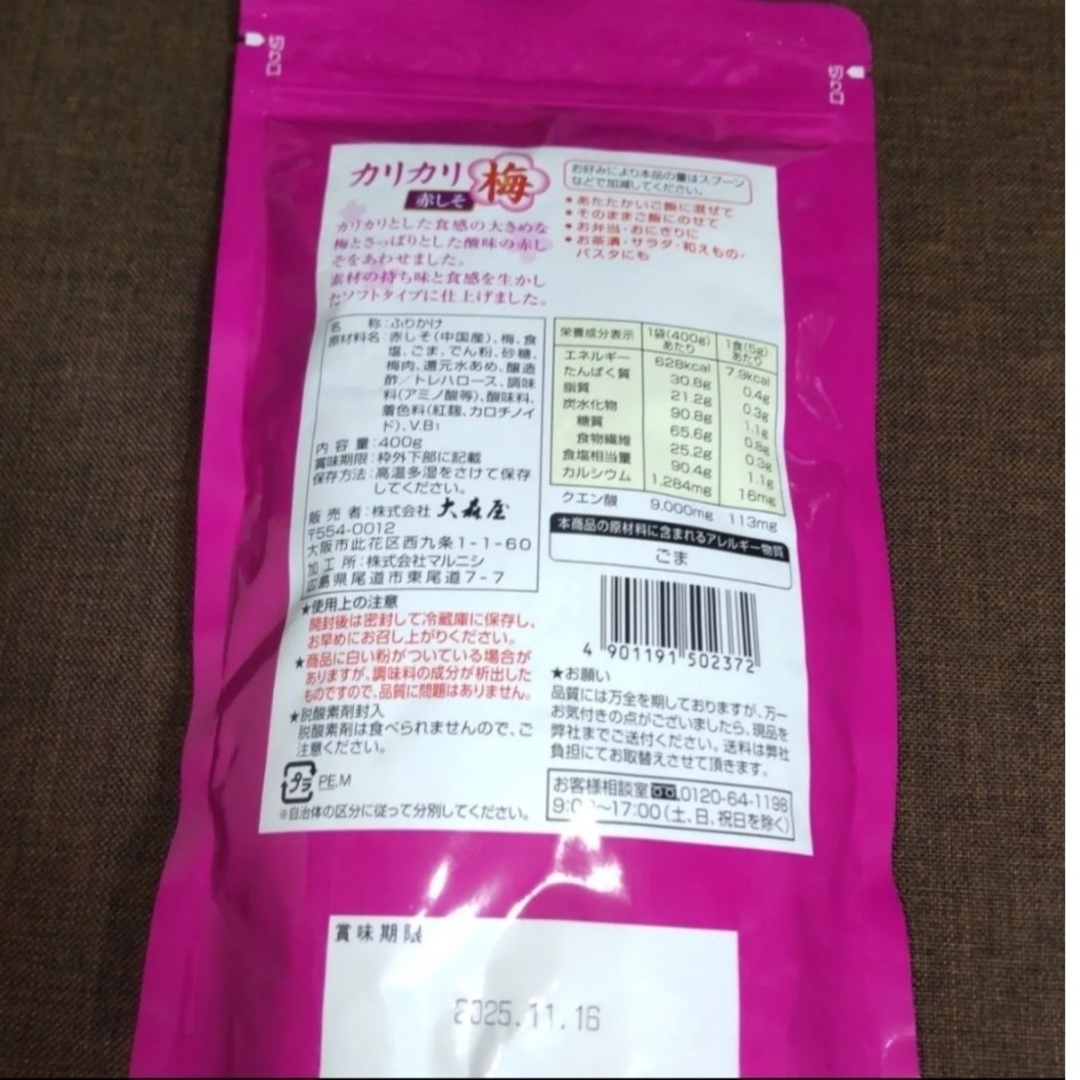 切り口
切り口
カリカリ梅
赤しそ
カリカリとした食感の大きめな
梅とさっぱりとした酸味の赤し
そをあわせました。
素材の持ち味と食感を生かし
たソフトタイプに仕上げました。
お好みにより本品の量はスプーン
などで加減してください。
•あたたかいご飯に混ぜて
•そのままご飯にのせて
•お弁当・おにぎりに
•お茶漬・サラダ・和えもの・
パスタにも
名 称:ふりかけ
原材料名:赤しそ(中国産)、梅、食
塩、ごま、でん粉、砂糖、
梅肉、還元水あめ、醸造
酢/トレハロース、調味
料(アミノ酸等)、酸味料、
着色料(紅麹、カロチノイ
ド)、V.B1
内容量:400g
賞味期限:枠外下部に記載
保存方法:高温多湿をさけて保存
してください。
販売者:株式会社 大森屋
〒554-0012
大阪市此花区西九条1-1-60
加工所:株式会社マルニシ
広島県尾道市東尾道7-7
栄養成分表示 1袋(400g)あたり 1食(5g)あたり
エネルギー 628kcal 7.9kcal
たんぱく質 30.8g 0.4g
脂質 21.2g 0.3g
炭水化物 90.8g 1.1g
糖質 65.6g 0.8g
食物繊維 25.2g 0.3g
食塩相当量 90.4g 1.1g
カルシウム 1,284mg 16mg
クエン酸 9,000mg 113mg
本商品の原材料に含まれるアレルギー物質
ごま
4 901191 502372
★使用上の注意
開封後は密封して冷蔵庫に保存し、
お早めにお召し上がりください。
★商品に白い粉がついている場合が
ありますが、調味料の成分が析出した
ものですので、品質に問題はありません。
★脱酸素剤封入
脱酸素剤は食べられませんので、ご
注意ください。
プラ PE,M
※自治体の区分に従って分別してください。
★お願い
品質には万全を期しておりますが、万一
お気付きの点がございましたら、現品を
弊社までご送付ください。送料は弊社
負担にてお取替えさせて頂きます。
お客様相談室 0120-64-1198
~17:00(土、日、祝日を除く)
賞味期限
2025.11.16